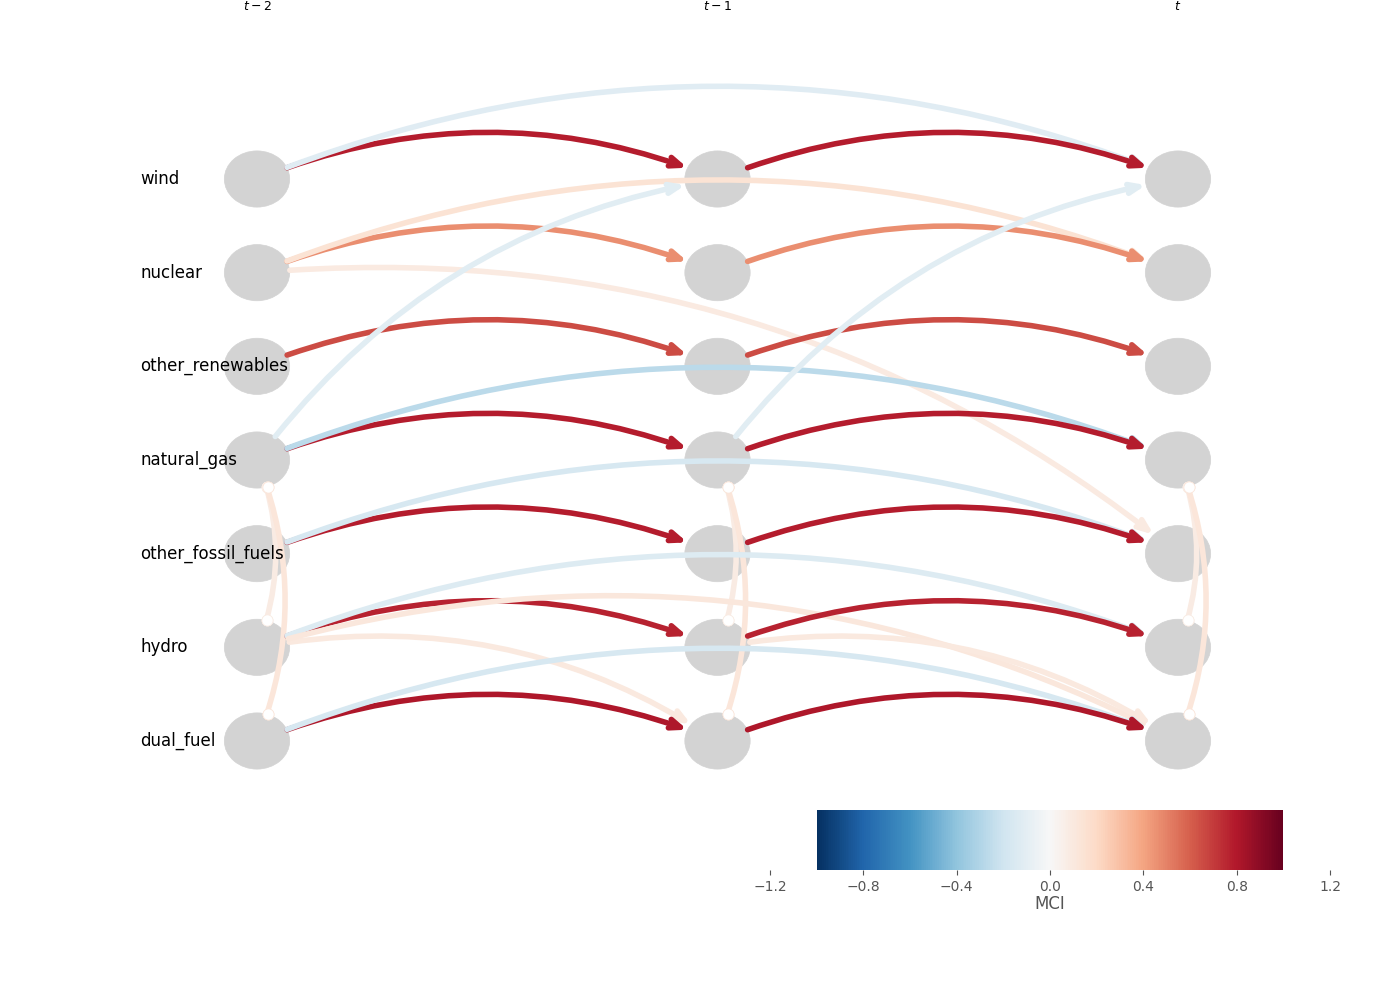 t − 2 t − 1 t
wind
nuclear
other_renewables
natural_gas
other_fossil_fuels
hydro
dual_fuel
−1.2 −0.8 −0.4 0.0 0.4 0.8 1.2
MCI